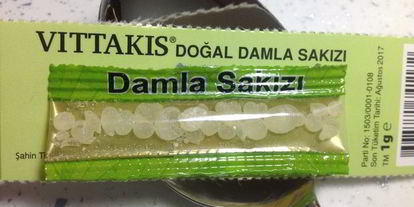 VITTAKIS® DOĞAL DAMLA SAKIZI
Damla Sakızı
Şahin
Parti No: 1503/0001-0108
Son Tüketim Tarihi: Ağustos 2017
TM 1g e